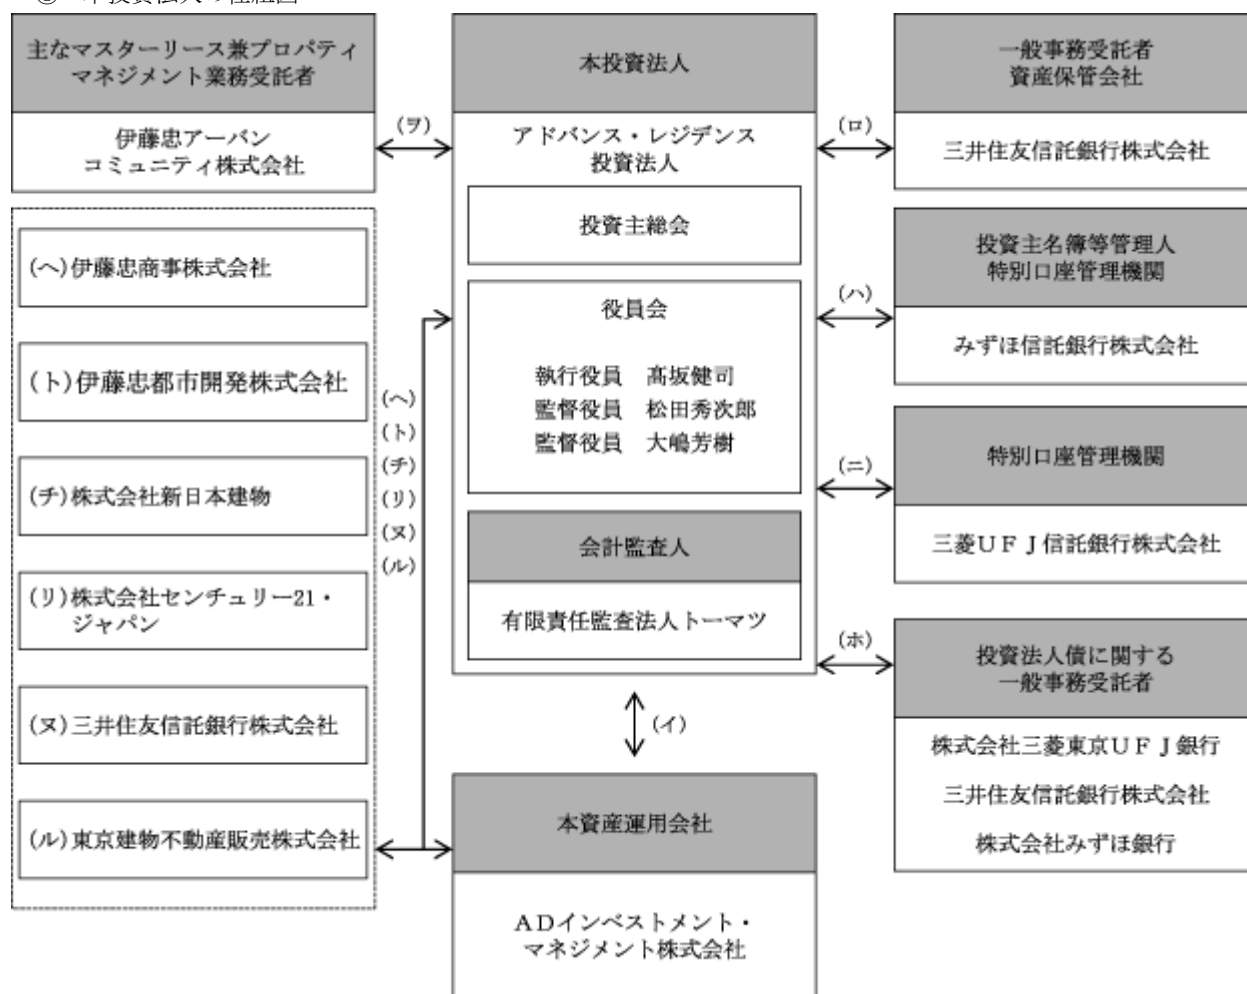 主なマスターリース兼プロパティ
マネジメント業務受託者
伊藤忠アーバン
コミュニティ株式会社
(ヲ)
本投資法人
アドバンス・レジデンス
投資法人
投資主総会
役員会
執行役員 髙坂健司
監督役員 松田秀次郎
監督役員 大嶋芳樹
会計監査人
有限責任監査法人トーマツ
(ロ)
一般事務受託者
資産保管会社
三井住友信託銀行株式会社
(ハ)
投資主名簿等管理人
特別口座管理機関
みずほ信託銀行株式会社
(ニ)
特別口座管理機関
三菱ＵＦＪ信託銀行株式会社
(ホ)
投資法人債に関する
一般事務受託者
株式会社三菱東京ＵＦＪ銀行
三井住友信託銀行株式会社
株式会社みずほ銀行
(ヘ)伊藤忠商事株式会社
(ト)伊藤忠都市開発株式会社
(チ)株式会社新日本建物
(リ)株式会社センチュリー21・
ジャパン
(ヌ)三井住友信託銀行株式会社
(ル)東京建物不動産販売株式会社
(ヘ)
(ト)
(チ)
(リ)
(ヌ)
(ル)
(イ)
本資産運用会社
ＡＤインベストメント・
マネジメント株式会社